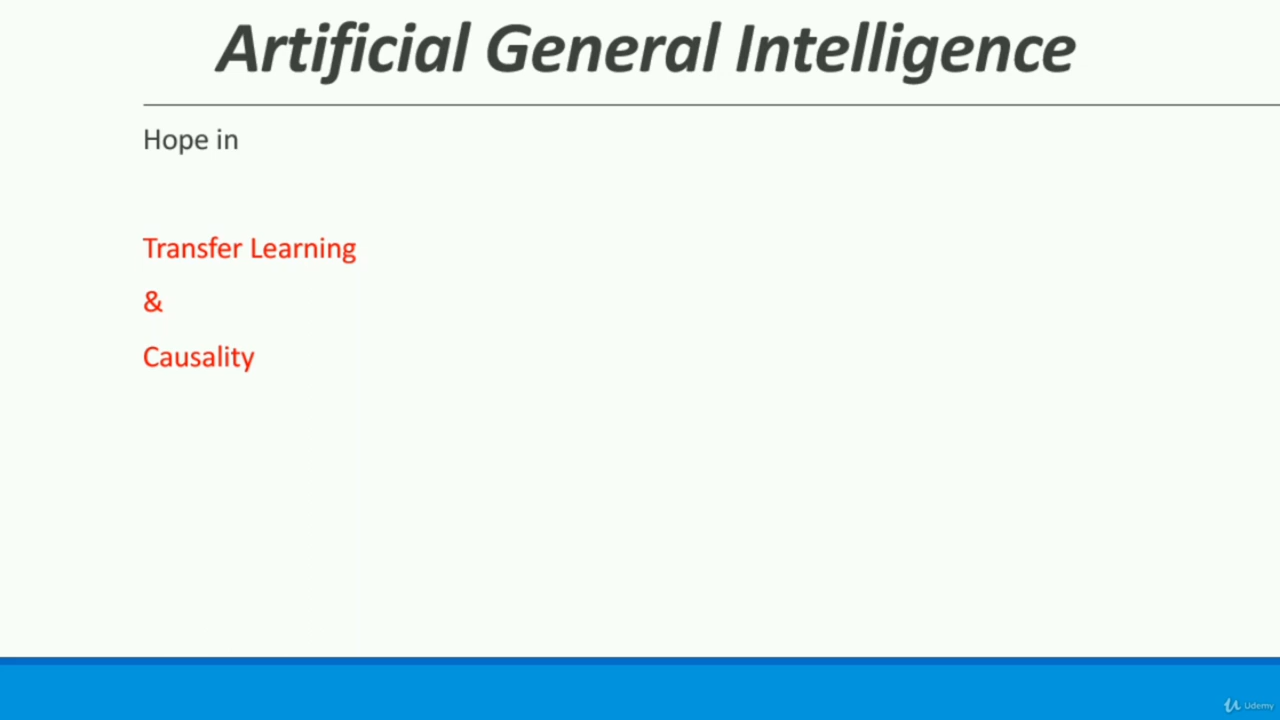 Artificial General Intelligence
Hope in
Transfer Learning
&
Causality
Udemy